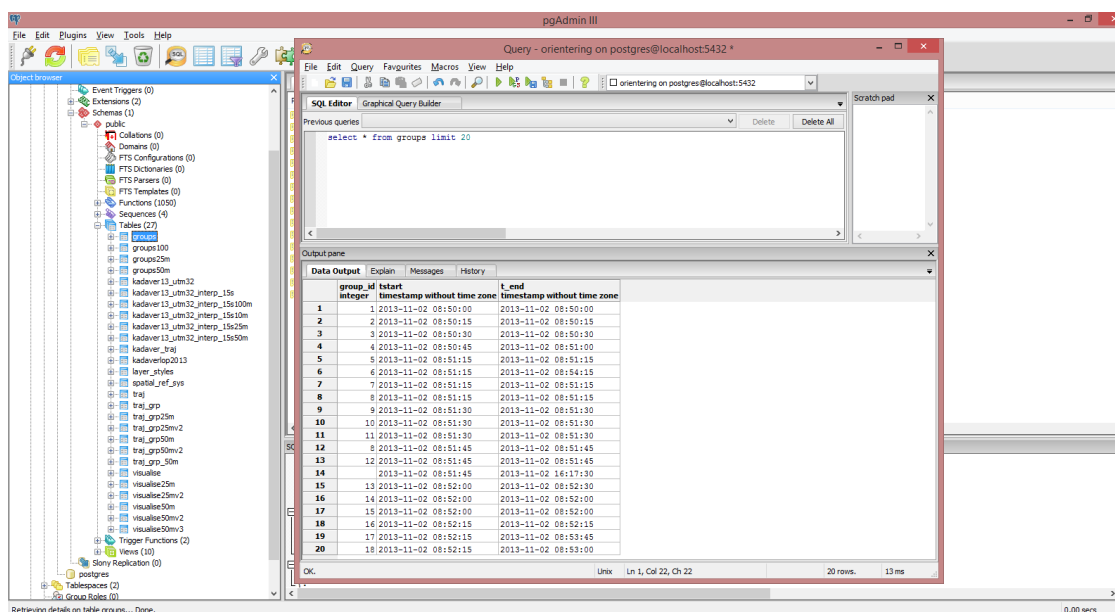 pgAdmin III
File Edit Plugins View Tools Help
Object browser
Event Triggers (0)
Extensions (2)
Schemas (1)
public
Collations (0)
Domains (0)
FTS Configurations (0)
FTS Dictionaries (0)
FTS Parsers (0)
FTS Templates (0)
Functions (1050)
Sequences (4)
Tables (27)
groups
groups100
groups25m
groups50m
kadaver13_utm32
kadaver13_utm32_interp_15s
kadaver13_utm32_interp_15s100m
kadaver13_utm32_interp_15s10m
kadaver13_utm32_interp_15s25m
kadaver13_utm32_interp_15s50m
kadaver_traj
kadaverlop2013
layer_styles
spatial_ref_sys
traj
traj_grp
traj_grp25m
traj_grp25mv2
traj_grp50m
traj_grp50mv2
traj_grp_50m
visualise
visualise25m
visualise25mv2
visualise50m
visualise50mv2
visualise50mv3
Trigger Functions (2)
Views (10)
Slony Replication (0)
postgres
Tablespaces (2)
Group Roles (0)
Retrieving details on table groups... Done.
0.00 secs
Query - orientering on postgres@localhost:5432 *
File Edit Query Favourites Macros View Help
SQL
orientering on postgres@localhost:5432
SQL Editor Graphical Query Builder
Scratch pad
Previous queries Delete Delete All
select * from groups limit 20
Output pane
Data Output Explain Messages History
group_id tstart t_end
integer timestamp without time zone timestamp without time zone
1 1 2013-11-02 08:50:00 2013-11-02 08:50:00
2 2 2013-11-02 08:50:15 2013-11-02 08:50:15
3 3 2013-11-02 08:50:30 2013-11-02 08:50:30
4 4 2013-11-02 08:50:45 2013-11-02 08:51:00
5 5 2013-11-02 08:51:15 2013-11-02 08:51:15
6 6 2013-11-02 08:51:15 2013-11-02 08:54:15
7 7 2013-11-02 08:51:15 2013-11-02 08:51:15
8 8 2013-11-02 08:51:15 2013-11-02 08:51:15
9 9 2013-11-02 08:51:30 2013-11-02 08:51:30
10 10 2013-11-02 08:51:30 2013-11-02 08:51:30
11 11 2013-11-02 08:51:30 2013-11-02 08:51:30
12 8 2013-11-02 08:51:45 2013-11-02 08:51:45
13 12 2013-11-02 08:51:45 2013-11-02 08:51:45
14 2013-11-02 08:51:45 2013-11-02 16:17:30
15 13 2013-11-02 08:52:00 2013-11-02 08:52:30
16 14 2013-11-02 08:52:00 2013-11-02 08:52:00
17 15 2013-11-02 08:52:00 2013-11-02 08:52:00
18 16 2013-11-02 08:52:15 2013-11-02 08:52:15
19 17 2013-11-02 08:52:15 2013-11-02 08:53:45
20 18 2013-11-02 08:52:15 2013-11-02 08:53:00
OK. Unix Ln 1, Col 22, Ch 22 20 rows. 13 ms